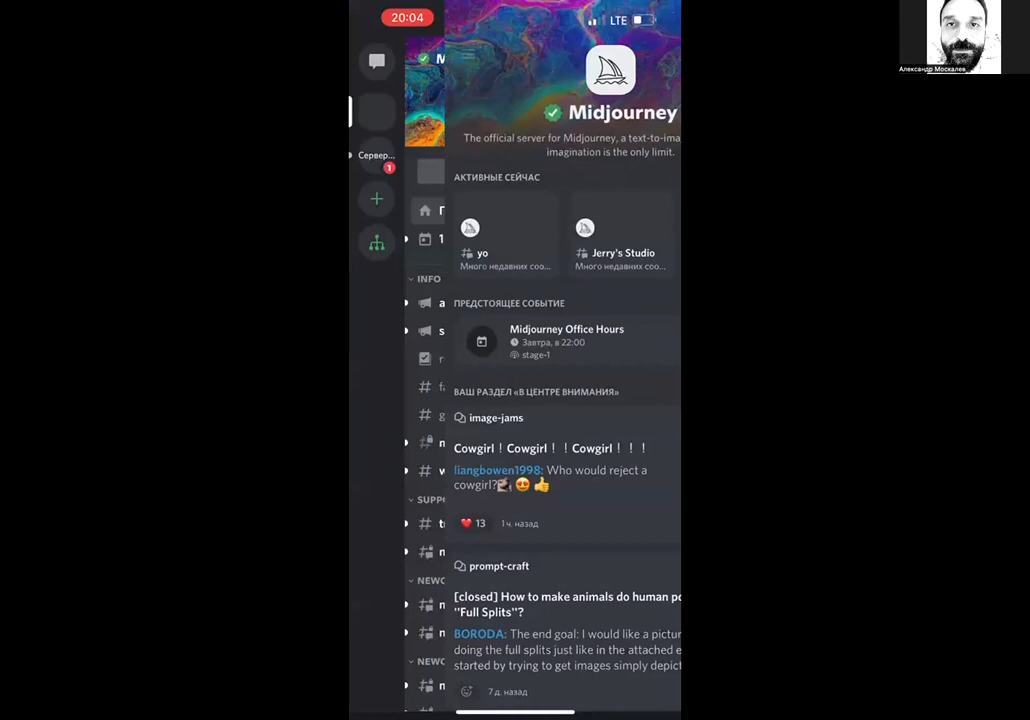 20:04
LTE
Александр Москалев
M
Midjourney
The official server for Midjourney, a text-to-ima
imagination is the only limit.
АКТИВНЫЕ СЕЙЧАС
Сервер...
1
yo
Много недавних соо...
Jerry's Studio
Много недавних соо...
П
1
INFO
a
s
r
f
g
n
w
ПРЕДСТОЯЩЕЕ СОБЫТИЕ
Midjourney Office Hours
Завтра, в 22:00
stage-1
ВАШ РАЗДЕЛ «В ЦЕНТРЕ ВНИМАНИЯ»
image-jams
Cowgirl！Cowgirl！！Cowgirl！！！
liangbowen1998: Who would reject a
cowgirl?😍👍
❤️ 13
1 ч. назад
SUPP
t
n
NEWC
n
n
NEWC
n
prompt-craft
[closed] How to make animals do human po
"Full Splits"?
BORODA: The end goal: I would like a pictur
doing the full splits just like in the attached e
started by trying to get images simply depict
7 д. назад